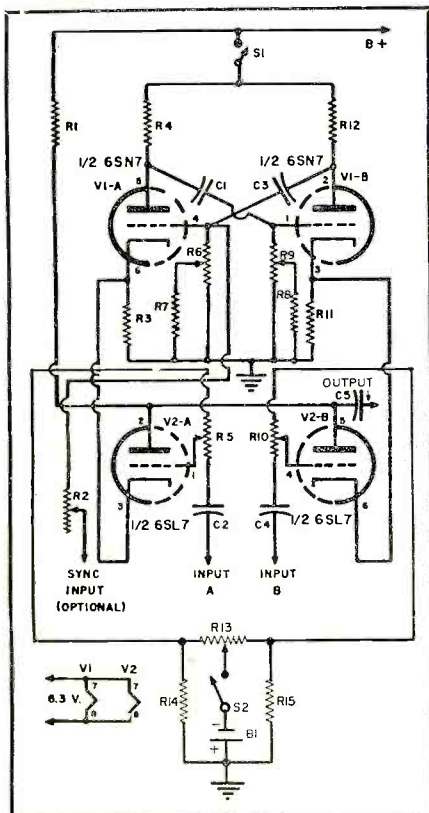 B+
S1
R1
R4
R12
1/2 6SN7
1/2 6SN7
5
C1
C3
2
V1-A
V1-B
4
1
R6
R9
6
3
R7
R8
R3
R11
OUTPUT
C5
2
V2-A
V2-B
5
R5
R10
1
4
R2
3
6
1/2 6SL7
C2
C4
1/2 6SL7
SYNC
INPUT
(OPTIONAL)
INPUT
A
INPUT
B
R13
V1
V2
7
7
6.3 V.
R14
S2
R15
8
8
-
B1
+